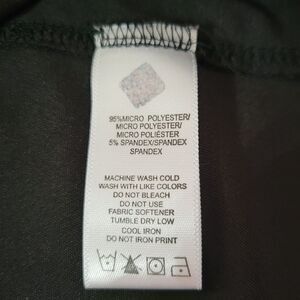 95%MICRO POLYESTER/
MICRO POLYESTER/
MICRO POLIÉSTER
5% SPANDEX/SPANDEX
SPANDEX
MACHINE WASH COLD
WASH WITH LIKE COLORS
DO NOT BLEACH
DO NOT USE
FABRIC SOFTENER
TUMBLE DRY LOW
COOL IRON
DO NOT IRON PRINT